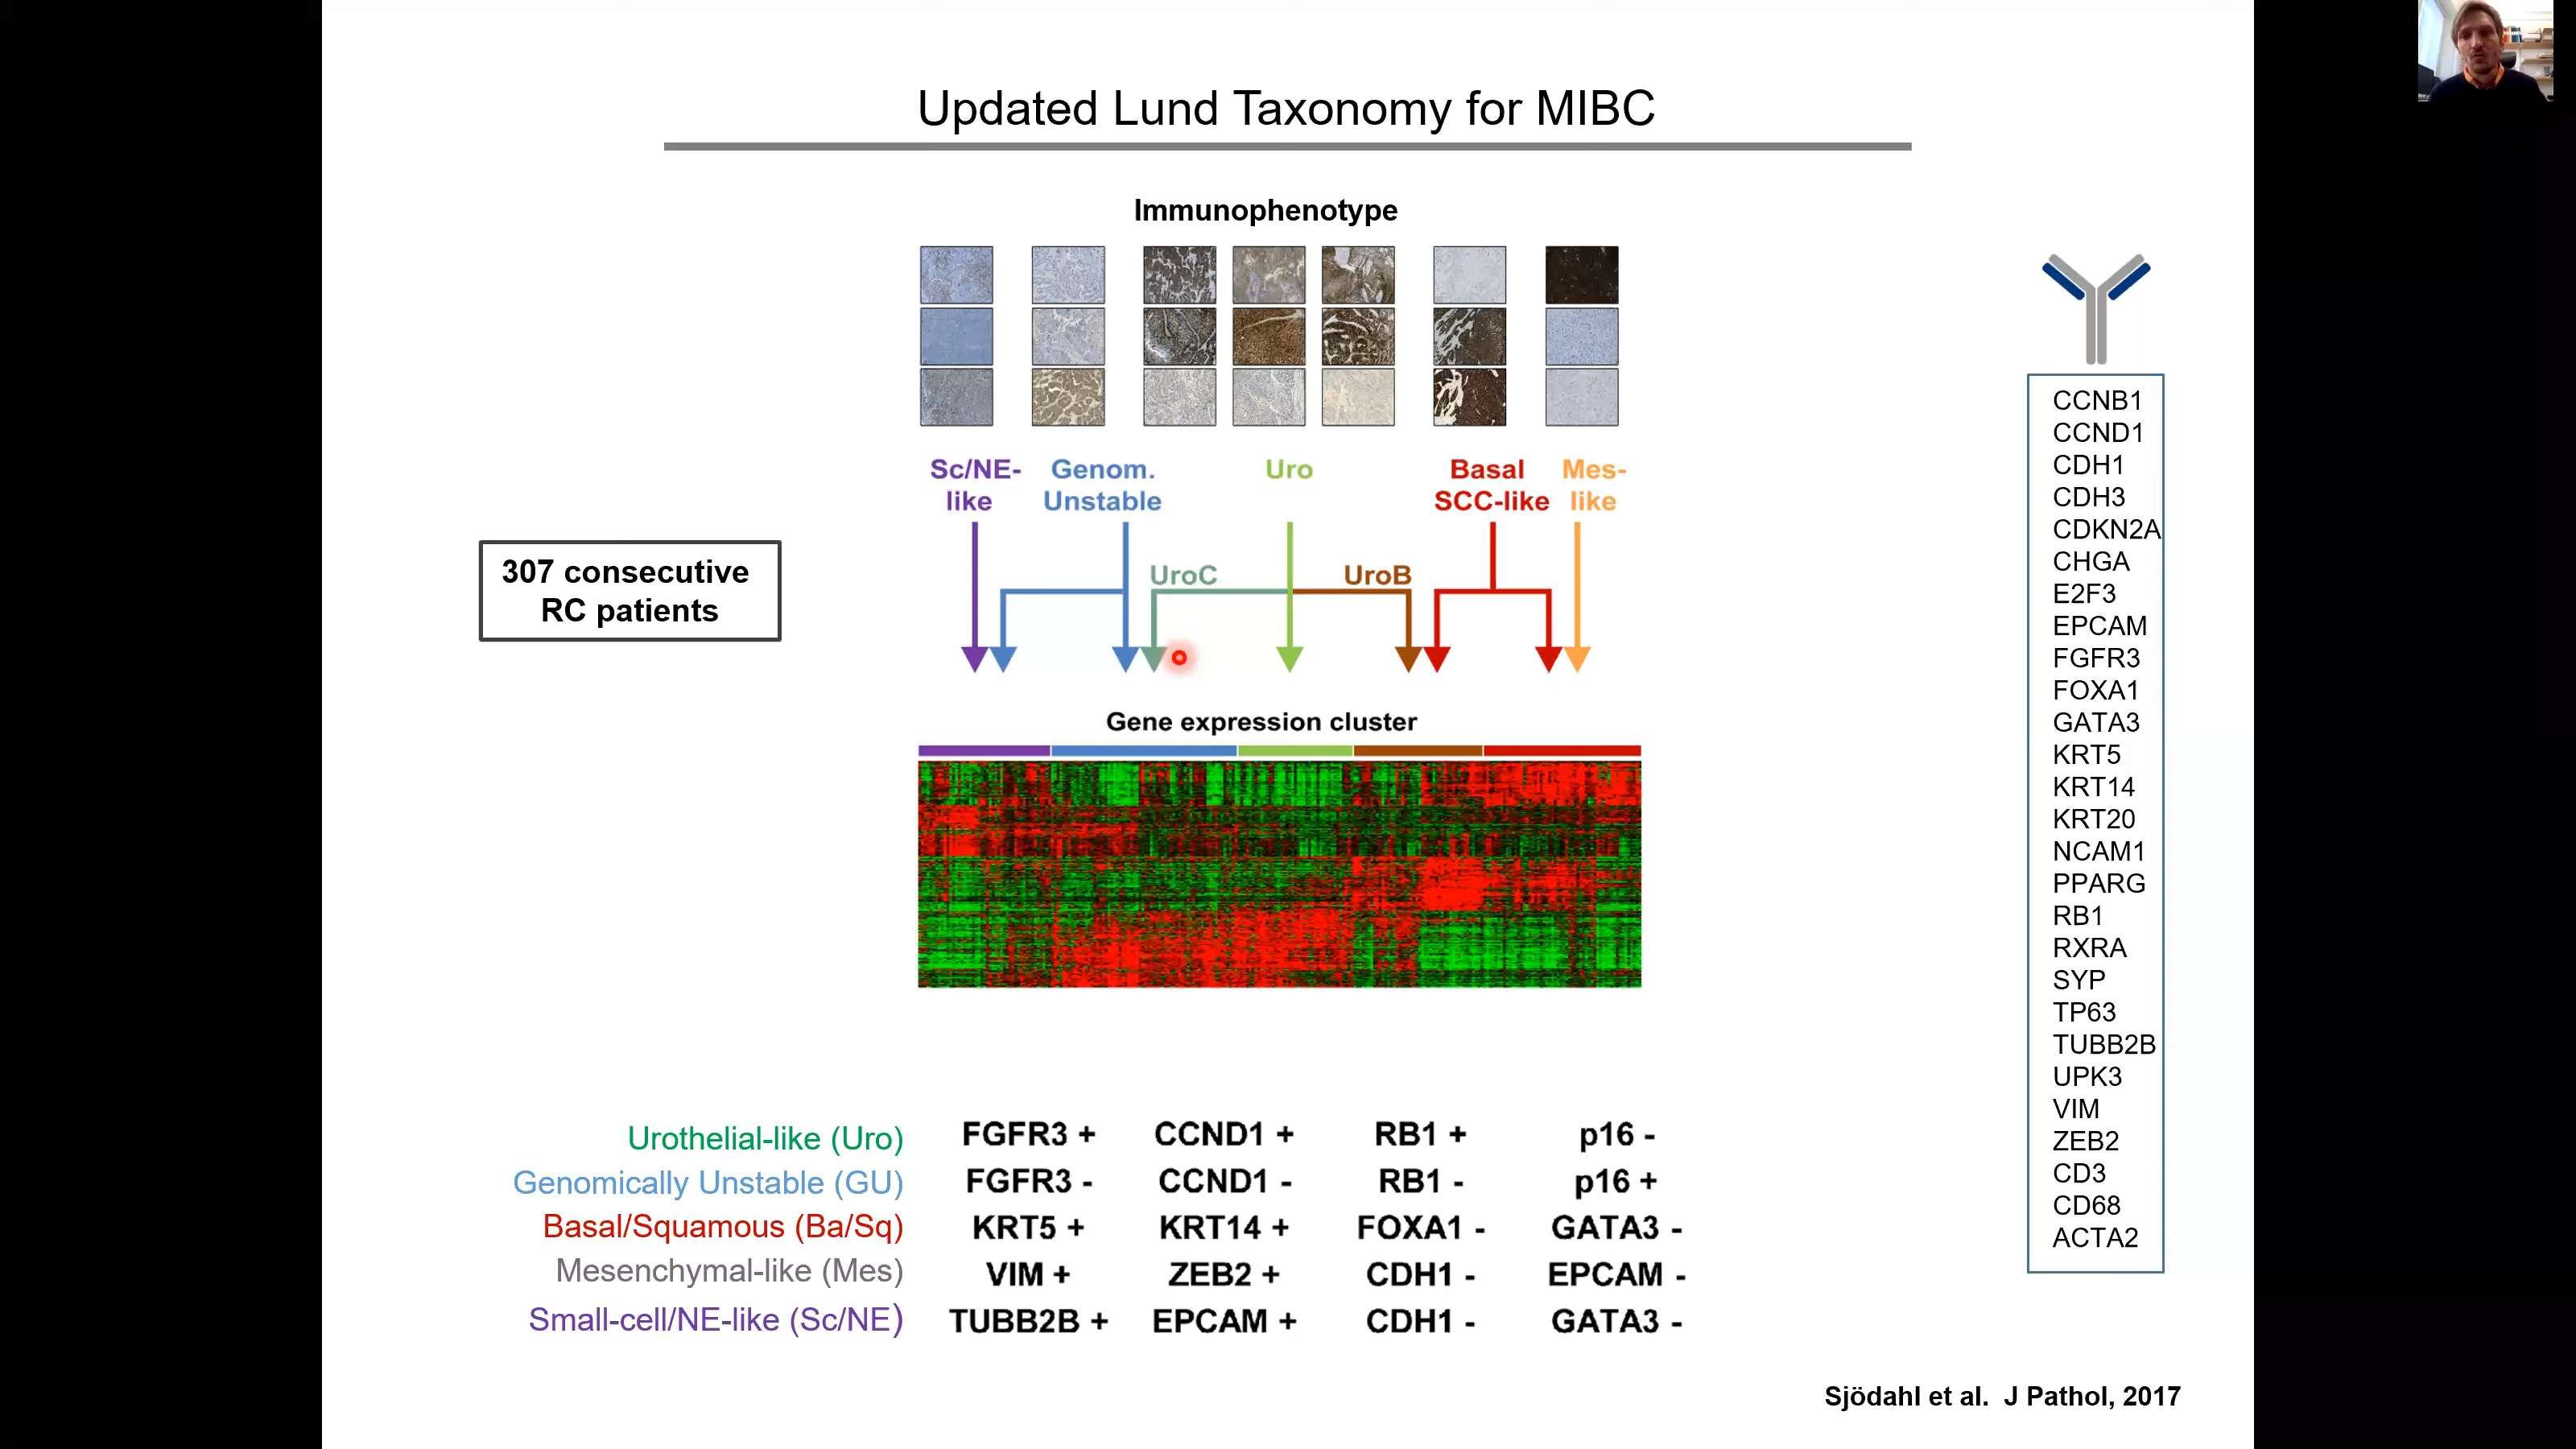 Updated Lund Taxonomy for MIBC
Immunophenotype
Sc/NE-
like
Genom.
Unstable
Uro
Basal
SCC-like
Mes-
like
307 consecutive
RC patients
UroC
UroB
Gene expression cluster
Urothelial-like (Uro) FGFR3 + CCND1 + RB1 + p16 -
Genomically Unstable (GU) FGFR3 - CCND1 - RB1 - p16 +
Basal/Squamous (Ba/Sq) KRT5 + KRT14 + FOXA1 - GATA3 -
Mesenchymal-like (Mes) VIM + ZEB2 + CDH1 - EPCAM -
Small-cell/NE-like (Sc/NE) TUBB2B + EPCAM + CDH1 - GATA3 -
CCNB1
CCND1
CDH1
CDH3
CDKN2A
CHGA
E2F3
EPCAM
FGFR3
FOXA1
GATA3
KRT5
KRT14
KRT20
NCAM1
PPARG
RB1
RXRA
SYP
TP63
TUBB2B
UPK3
VIM
ZEB2
CD3
CD68
ACTA2
Sjödahl et al. J Pathol, 2017